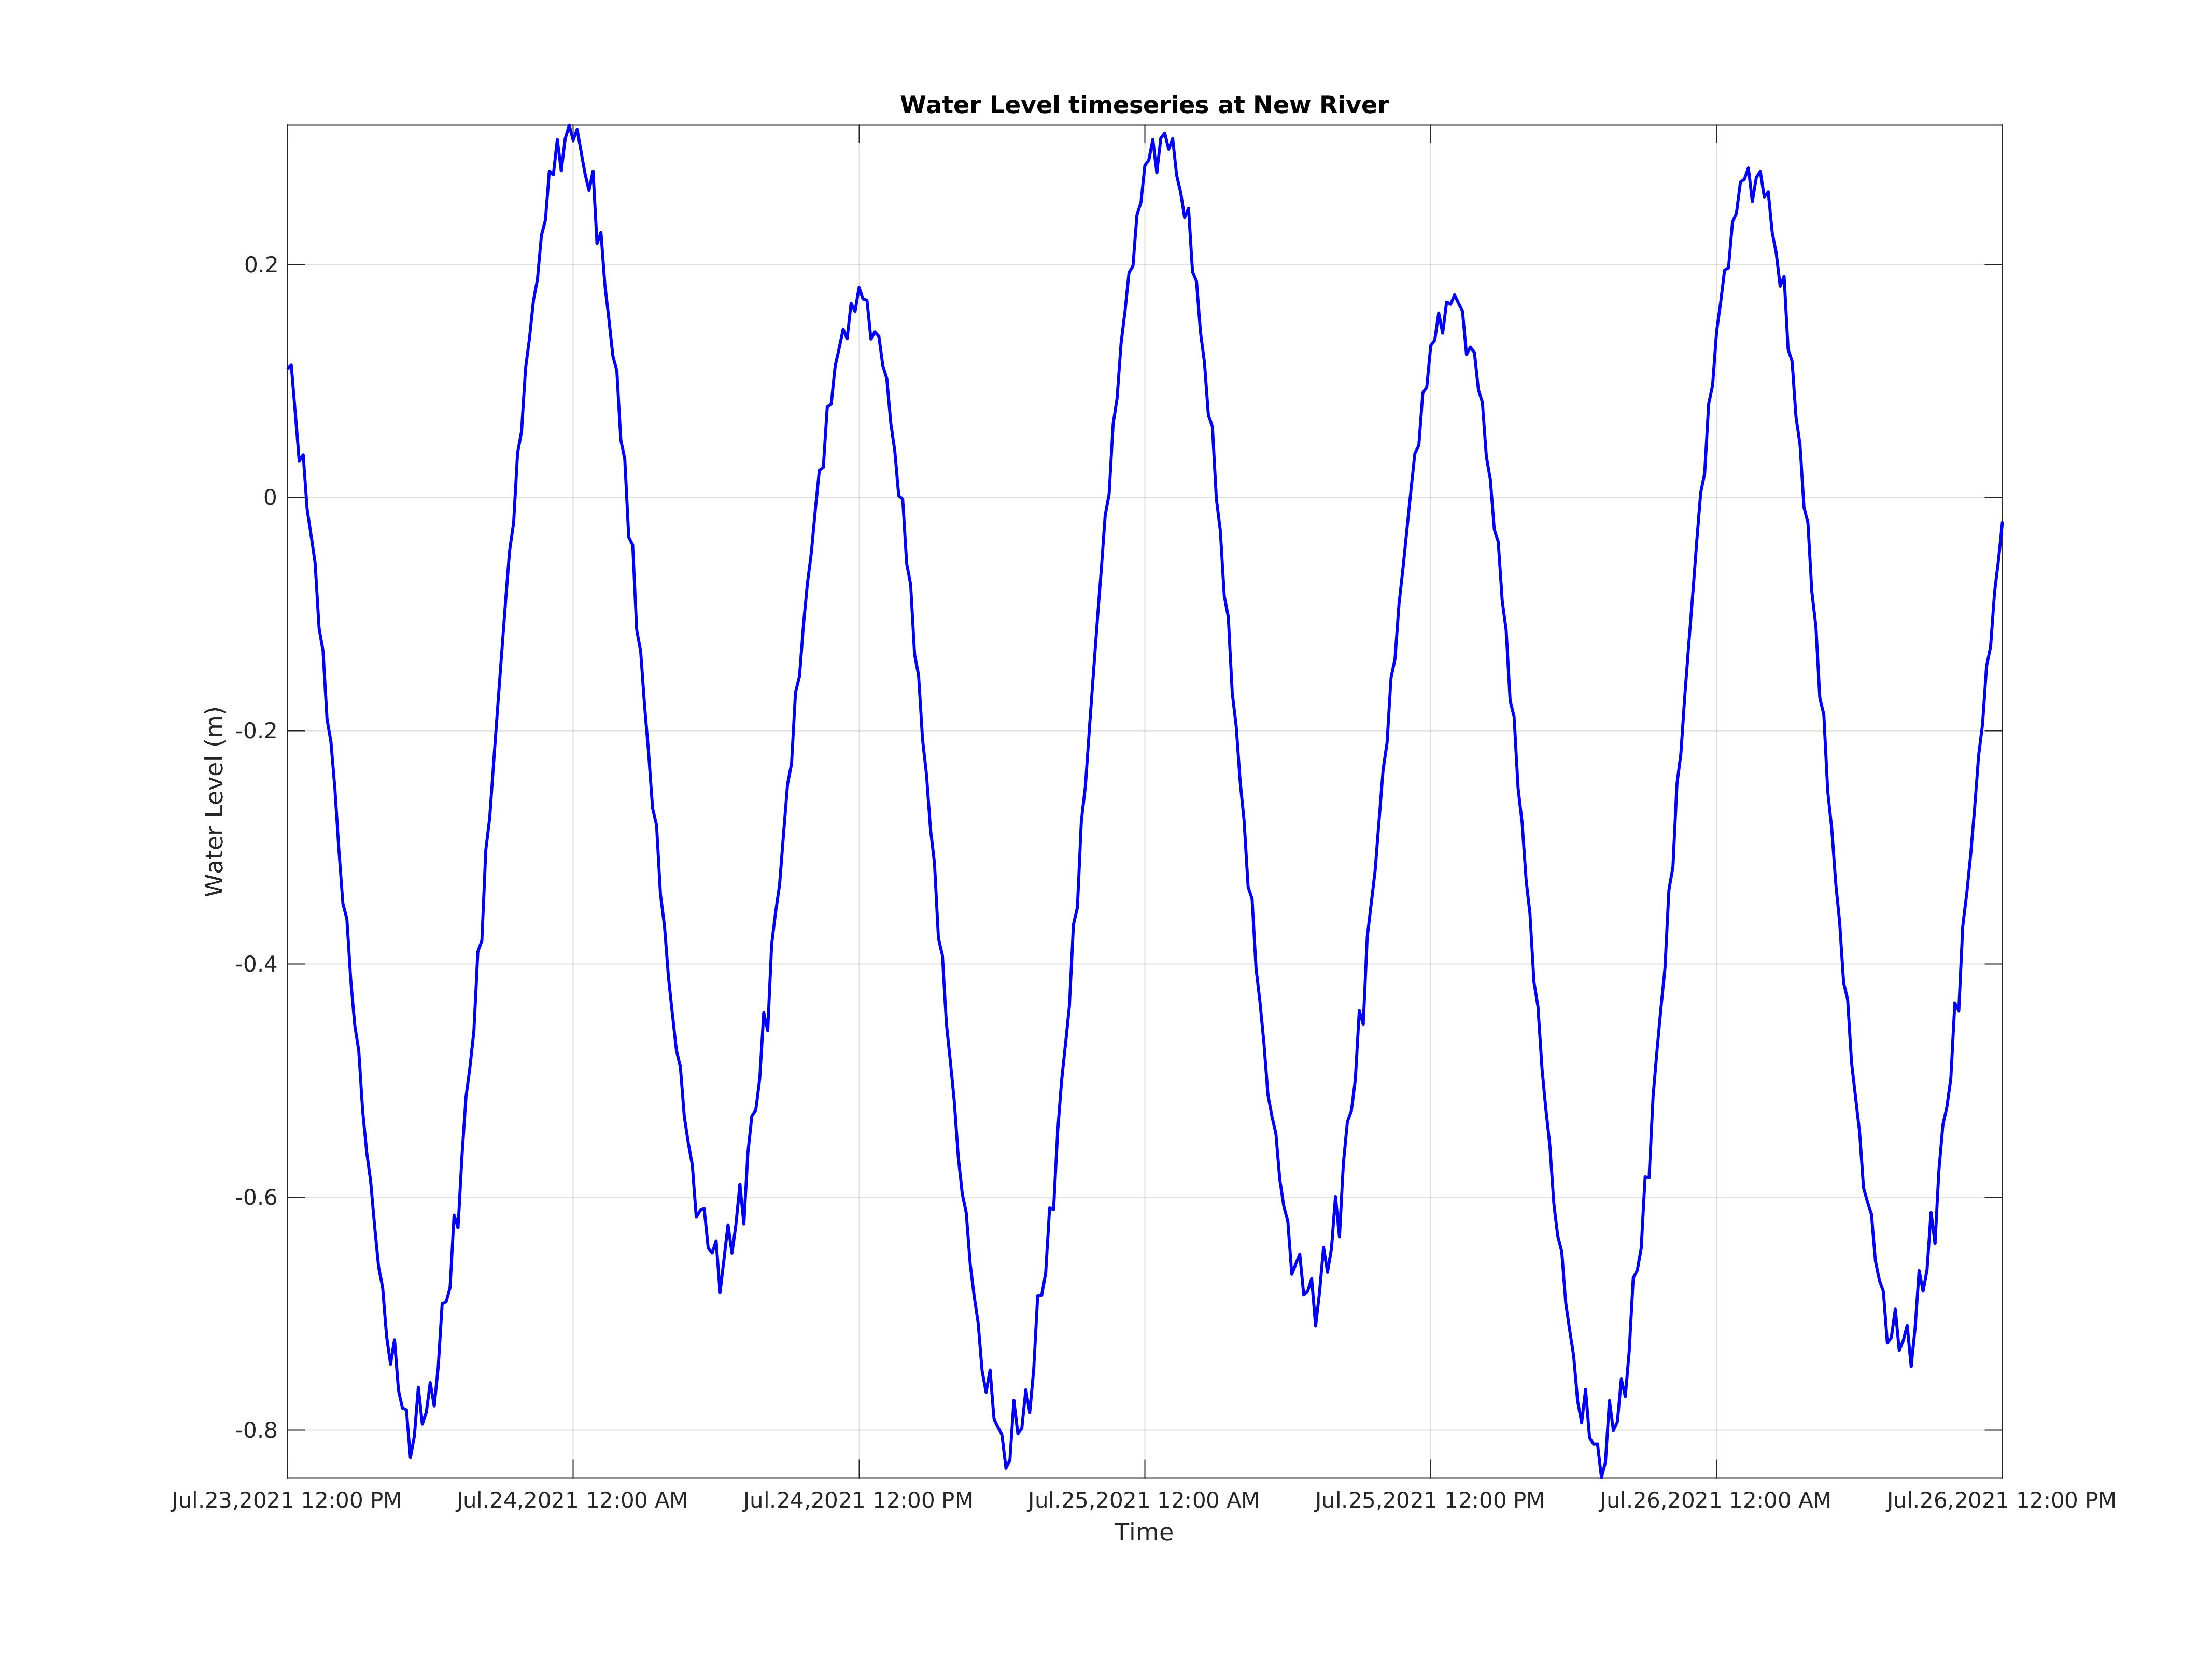 Water Level timeseries at New River
0.2
0
-0.2
-0.4
-0.6
-0.8
Water Level (m)
Jul.23,2021 12:00 PM
Jul.24,2021 12:00 AM
Jul.24,2021 12:00 PM
Jul.25,2021 12:00 AM
Jul.25,2021 12:00 PM
Jul.26,2021 12:00 AM
Jul.26,2021 12:00 PM
Time